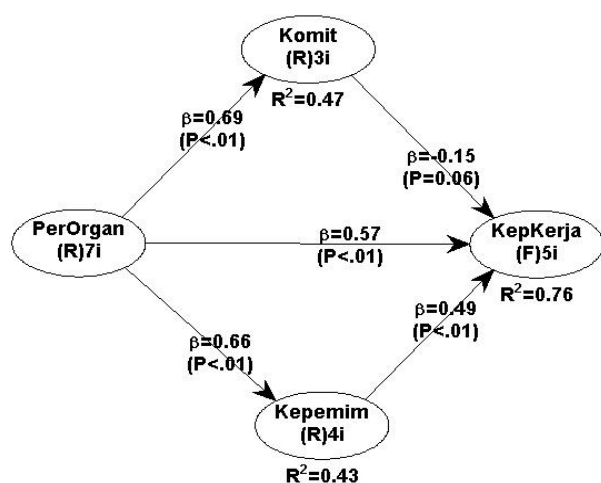 Komit
(R)3i
R²=0.47
β=0.69
(P<.01)
β=-0.15
(P=0.06)
PerOrgan
(R)7i
β=0.57
(P<.01)
KepKerja
(F)5i
R²=0.76
β=0.66
(P<.01)
β=0.49
(P<.01)
Kepemim
(R)4i
R²=0.43